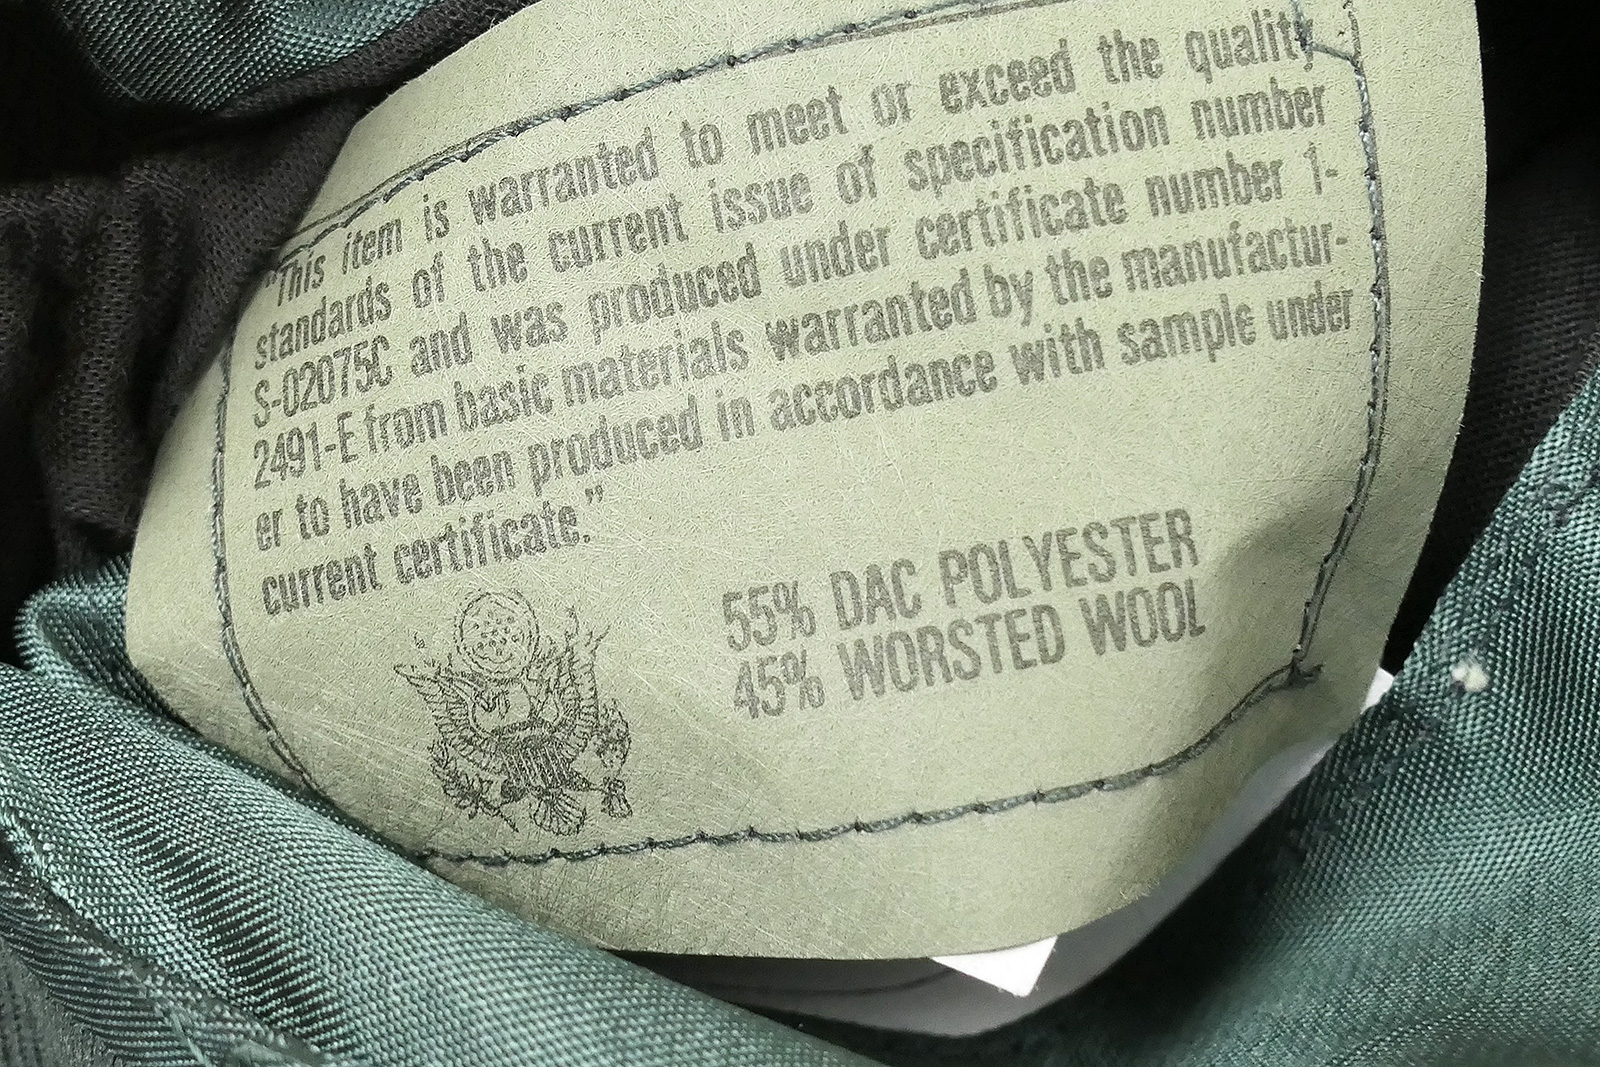 "This item is warranted to meet or exceed the quality
standards of the current issue of specification number
S-02075C and was produced under certificate number 1-
2491-E from basic materials warranted by the manufactur-
er to have been produced in accordance with sample under
current certificate."
55% DAC POLYESTER
45% WORSTED WOOL